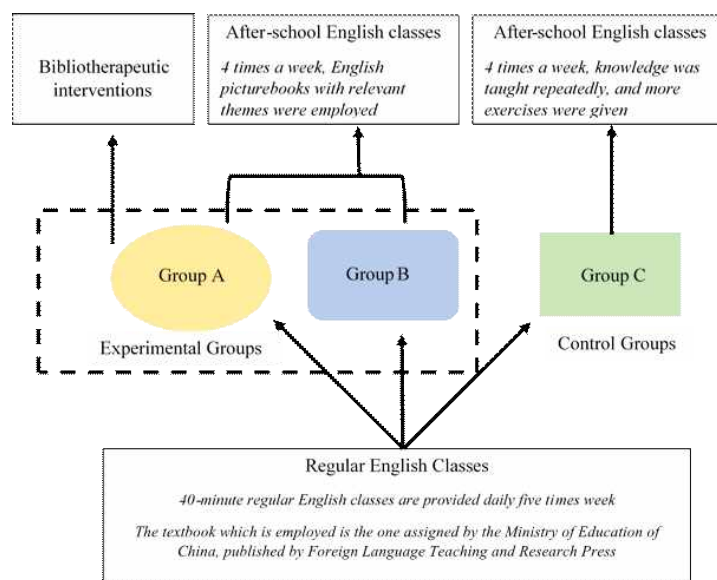 Bibliotherapeutic
interventions
After-school English classes
4 times a week, English
picturebooks with relevant
themes were employed
After-school English classes
4 times a week, knowledge was
taught repeatedly, and more
exercises were given
Group A
Group B
Group C
Experimental Groups
Control Groups
Regular English Classes
40-minute regular English classes are provided daily five times week
The textbook which is employed is the one assigned by the Ministry of Education of
China, published by Foreign Language Teaching and Research Press